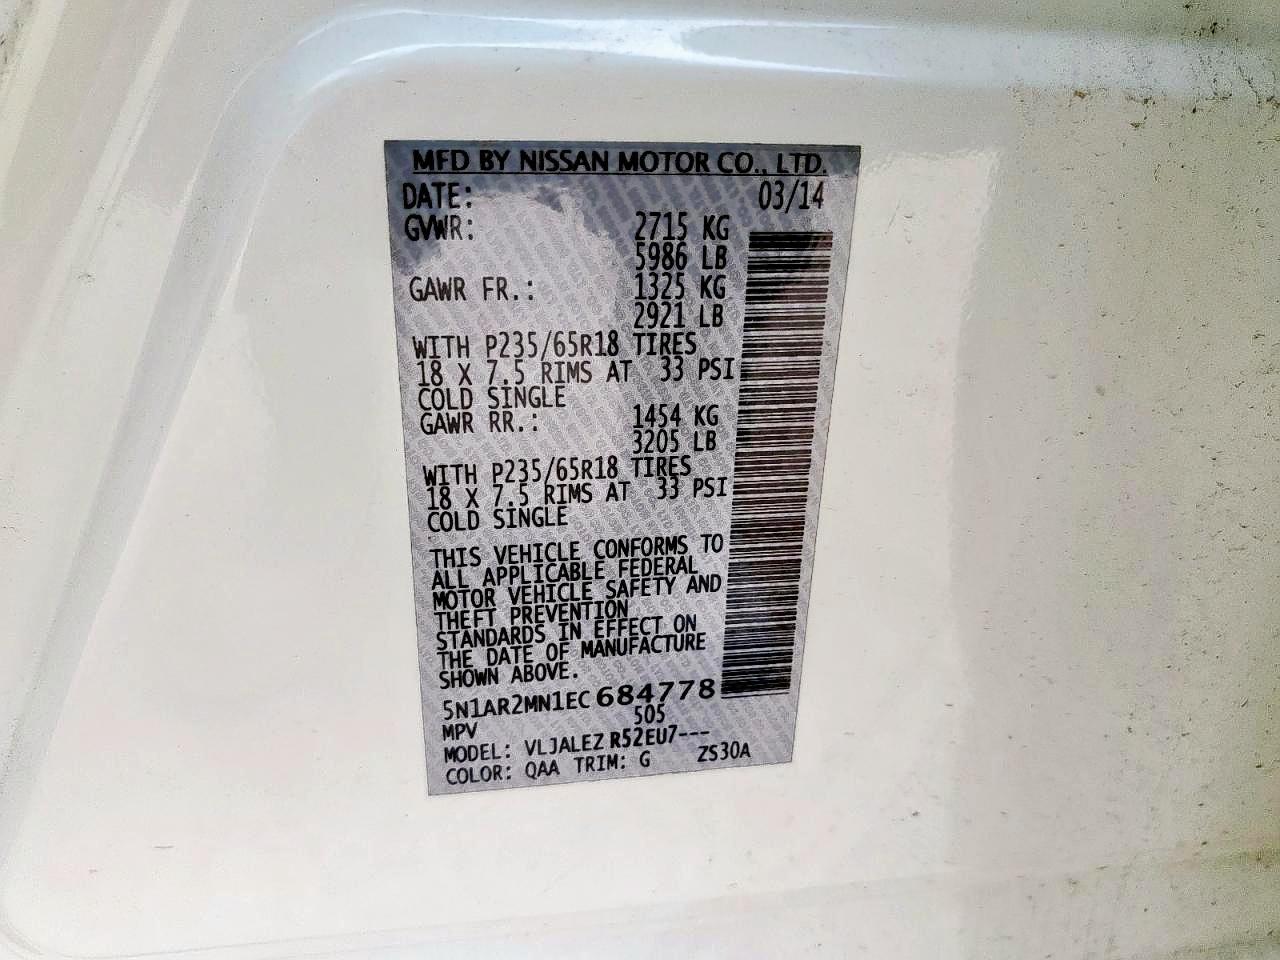 MFD BY NISSAN MOTOR CO., LTD.
DATE: 03/14
GVWR: 2715 KG
5986 LB
GAWR FR.: 1325 KG
2921 LB
WITH P235/65R18 TIRES
18 X 7.5 RIMS AT 33 PSI
COLD SINGLE
GAWR RR.: 1454 KG
3205 LB
WITH P235/65R18 TIRES
18 X 7.5 RIMS AT 33 PSI
COLD SINGLE
THIS VEHICLE CONFORMS TO
ALL APPLICABLE FEDERAL
MOTOR VEHICLE SAFETY AND
THEFT PREVENTION
STANDARDS IN EFFECT ON
THE DATE OF MANUFACTURE
SHOWN ABOVE.
5N1AR2MN1EC684778
MPV 505
MODEL: VLJALEZ R52EU7---
COLOR: QAA TRIM: G ZS30A